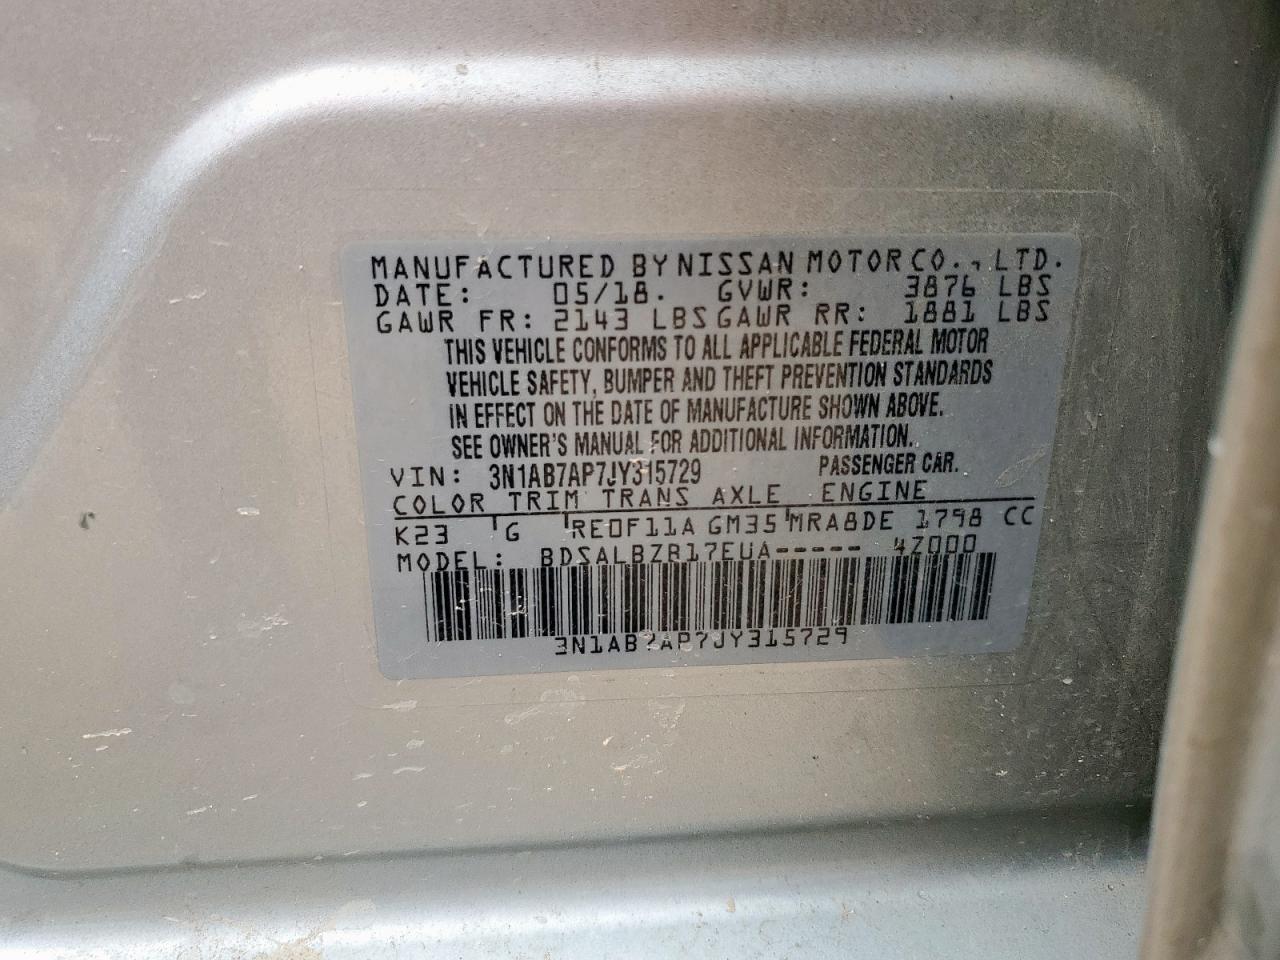 MANUFACTURED BY NISSAN MOTOR CO., LTD.
DATE: 05/18. GVWR: 3876 LBS
GAWR FR: 2143 LBS GAWR RR: 1881 LBS
THIS VEHICLE CONFORMS TO ALL APPLICABLE FEDERAL MOTOR
VEHICLE SAFETY, BUMPER AND THEFT PREVENTION STANDARDS
IN EFFECT ON THE DATE OF MANUFACTURE SHOWN ABOVE.
SEE OWNER'S MANUAL FOR ADDITIONAL INFORMATION.
VIN: 3N1AB7AP7JY315729 PASSENGER CAR.
COLOR TRIM TRANS AXLE ENGINE
K23 G RE0F11A GM35 MRA8DE 1798 CC
MODEL: BDSALBZB17EUA----- 4Z000
3N1AB7AP7JY315729